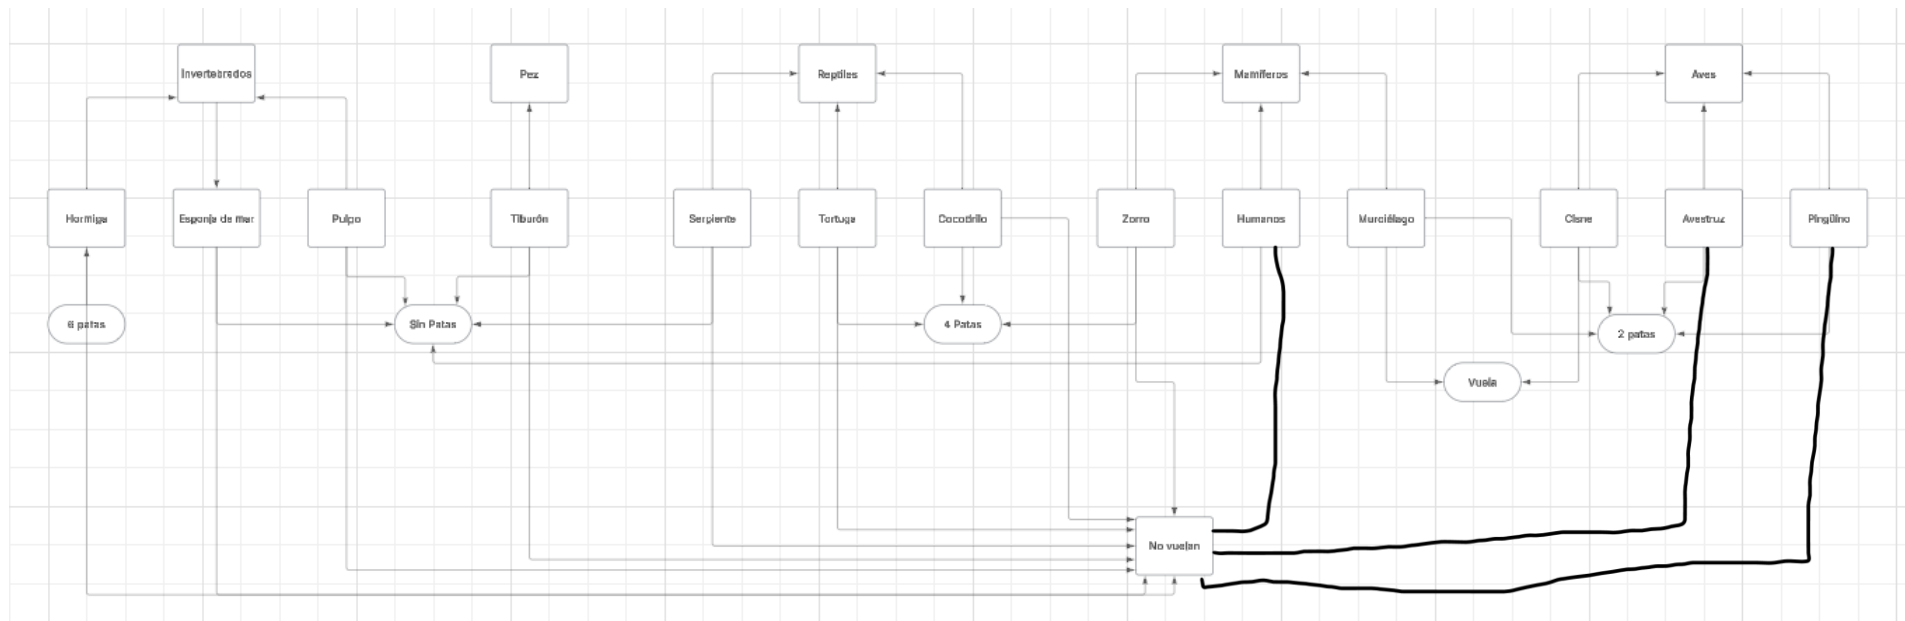 Invertebrados
Pez
Reptiles
Mamíferos
Aves
Hormiga
Esponja de mar
Pulpo
Tiburón
Serpiente
Tortuga
Cocodrilo
Zorro
Humanos
Murciélago
Cisne
Avestruz
Pingüino
6 patas
Sin Patas
4 Patas
2 patas
Vuela
No vuelan